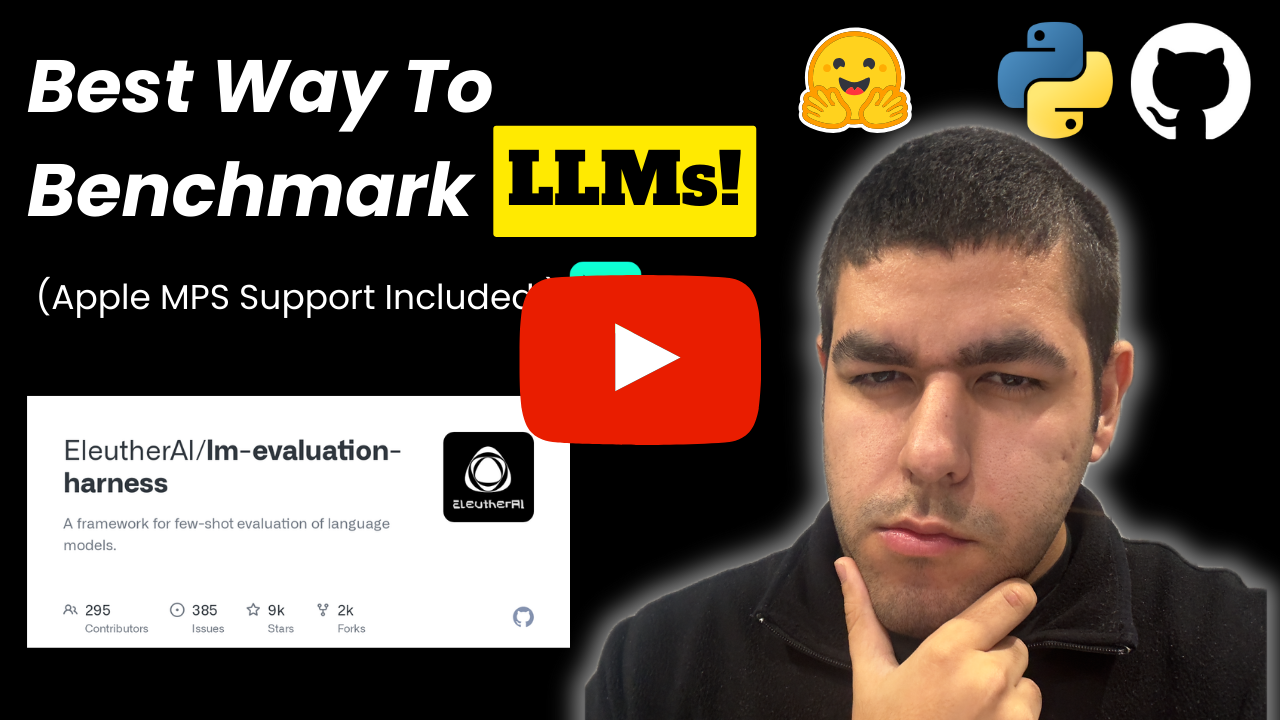 Best Way To
Benchmark LLMs!
(Apple MPS Support Included
EleutherAI/lm-evaluation-
harness
EleutherAI
A framework for few-shot evaluation of language
models.
295
Contributors
385
Issues
9k
Stars
2k
Forks